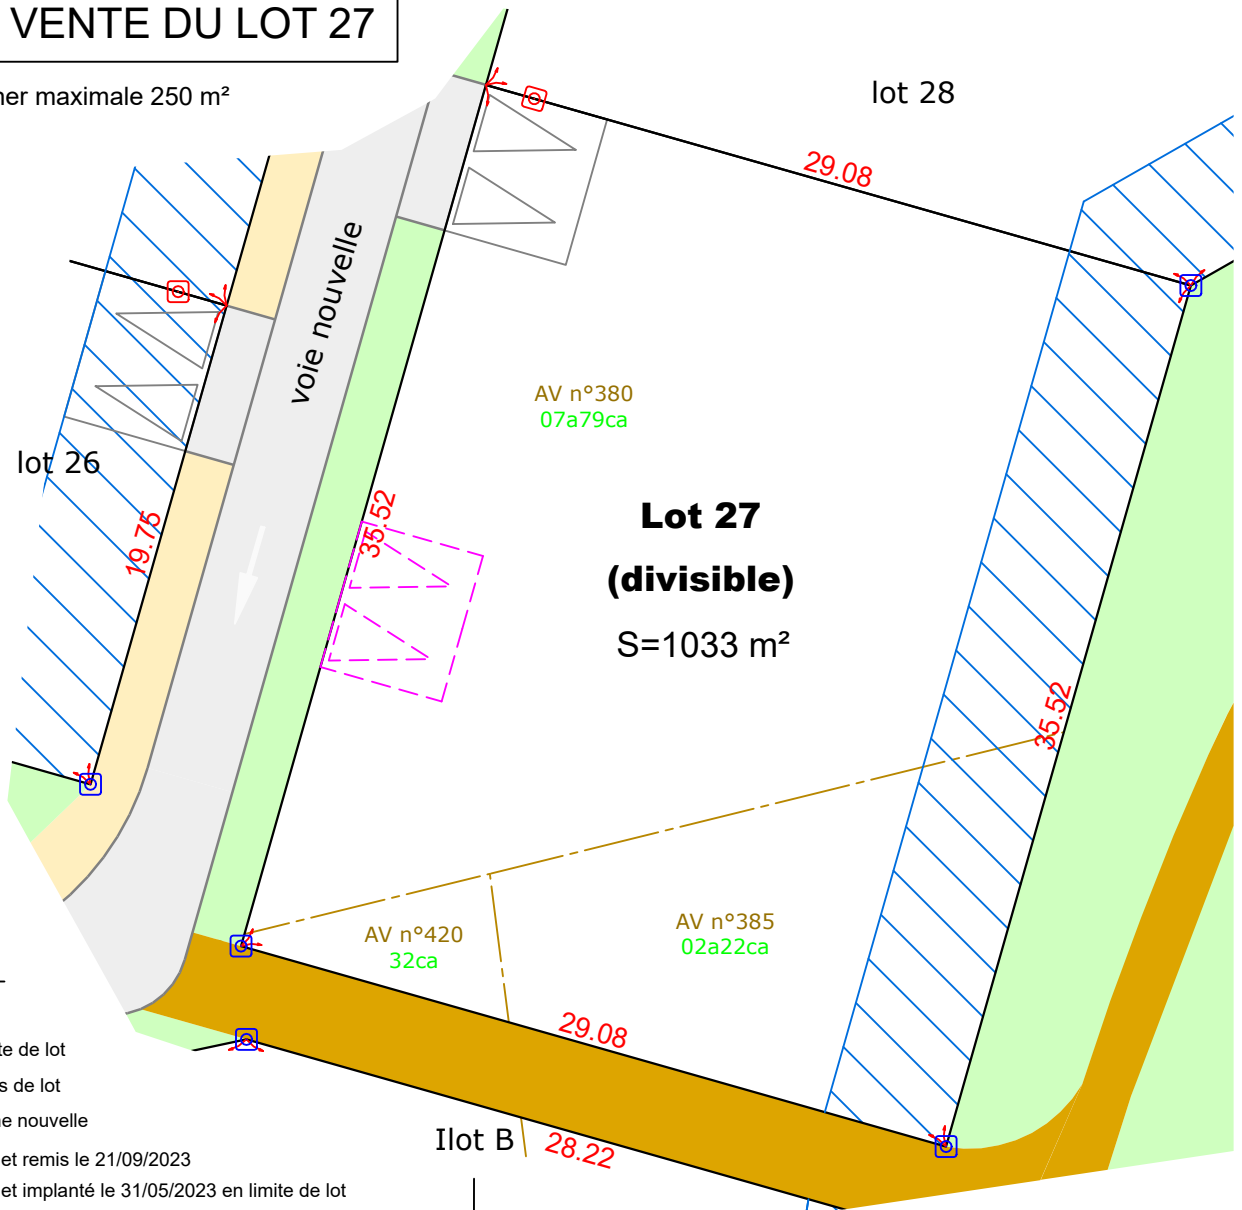 VENTE DU LOT 27
her maximale 250 m²
lot 28
29.08
voie nouvelle
AV n°380
07a79ca
lot 26
19.75
35.52
Lot 27
(divisible)
S=1033 m²
35.52
AV n°420
32ca
AV n°385
02a22ca
29.08
te de lot
s de lot
ne nouvelle
Ilot B
28.22
et remis le 21/09/2023
et implanté le 31/05/2023 en limite de lot